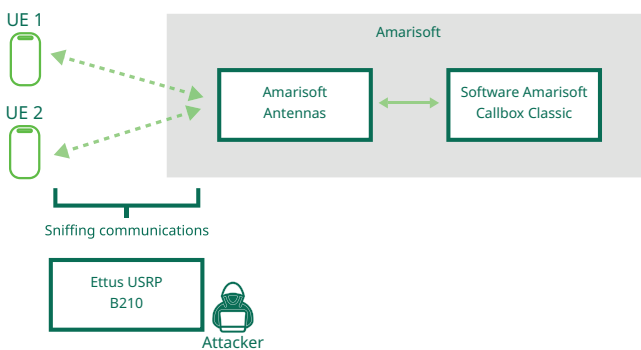 UE 1
Amarisoft
Amarisoft
Antennas
Software Amarisoft
Callbox Classic
UE 2
Sniffing communications
Ettus USRP
B210
Attacker